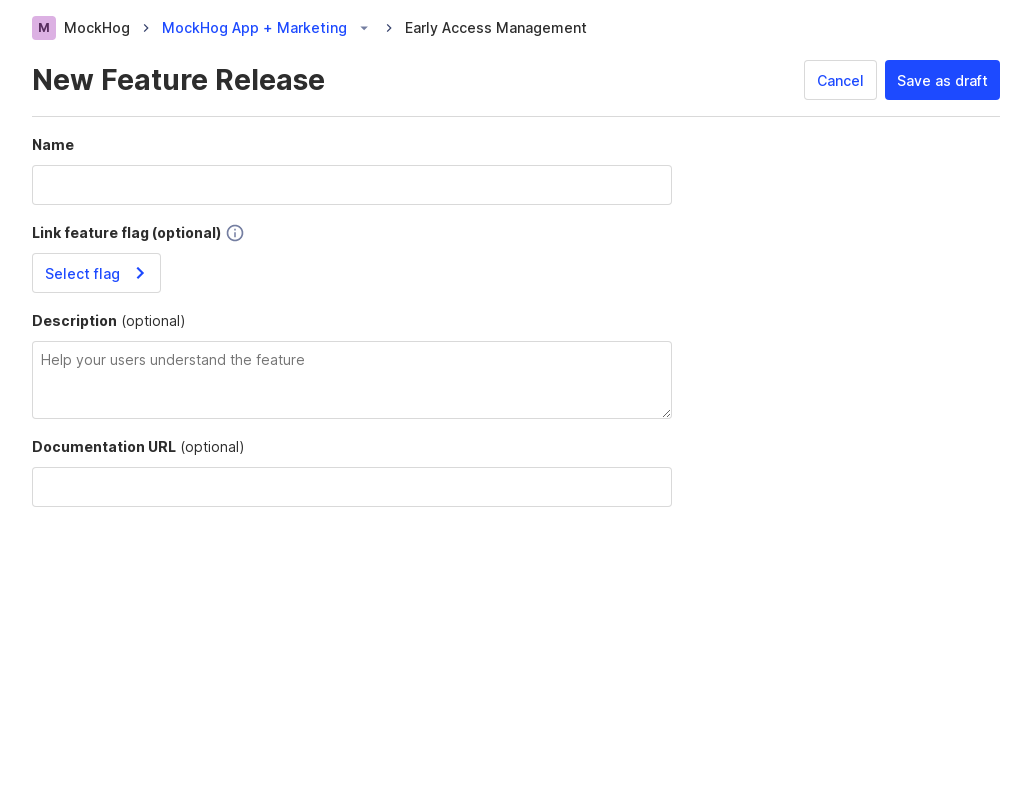 M MockHog MockHog App + Marketing Early Access Management
New Feature Release
Cancel Save as draft
Name
Link feature flag (optional)
Select flag
Description (optional)
Help your users understand the feature
Documentation URL (optional)